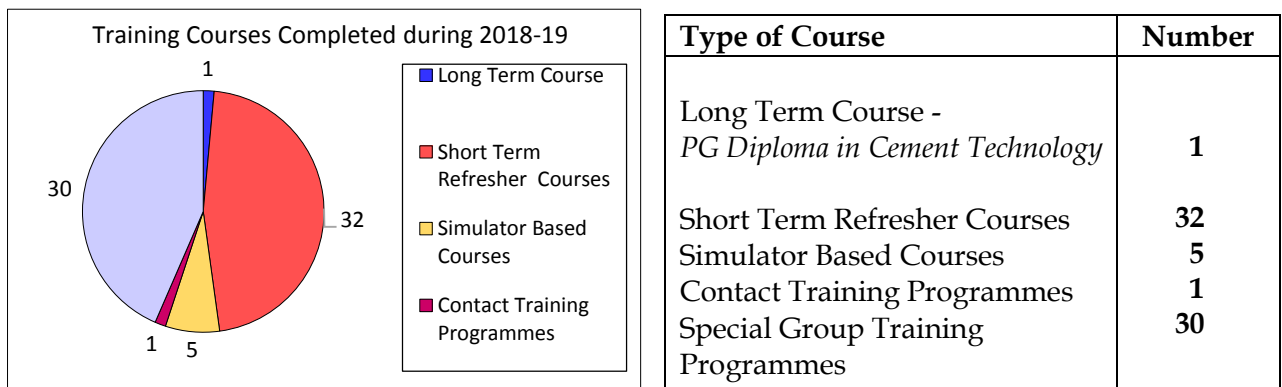 Training Courses Completed during 2018-19
1
30
32
1
5
Long Term Course
Short Term
Refresher Courses
Simulator Based
Courses
Contact Training
Programmes
Type of Course Number
Long Term Course -
PG Diploma in Cement Technology 1
Short Term Refresher Courses 32
Simulator Based Courses 5
Contact Training Programmes 1
Special Group Training 30
Programmes